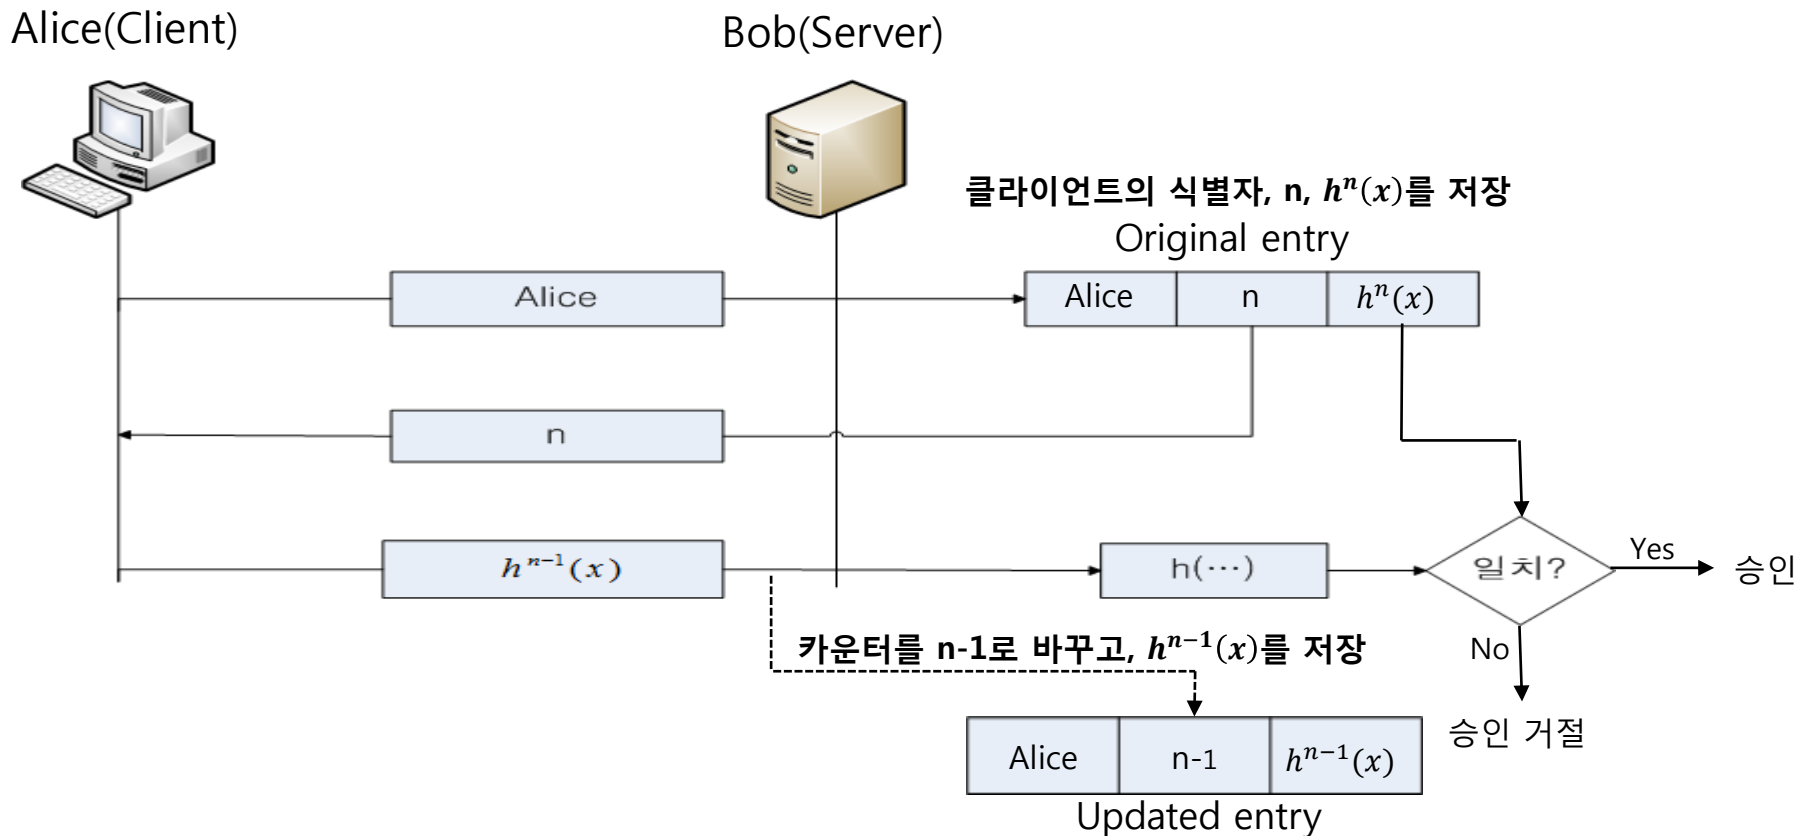 Alice(Client)
Bob(Server)
클라이언트의 식별자, n, hⁿ(x)를 저장
Original entry
Alice
Alice
n
hⁿ(x)
n
hⁿ⁻¹(x)
h(⋯)
일치?
Yes
승인
No
승인 거절
카운터를 n-1로 바꾸고, hⁿ⁻¹(x)를 저장
Alice
n-1
hⁿ⁻¹(x)
Updated entry